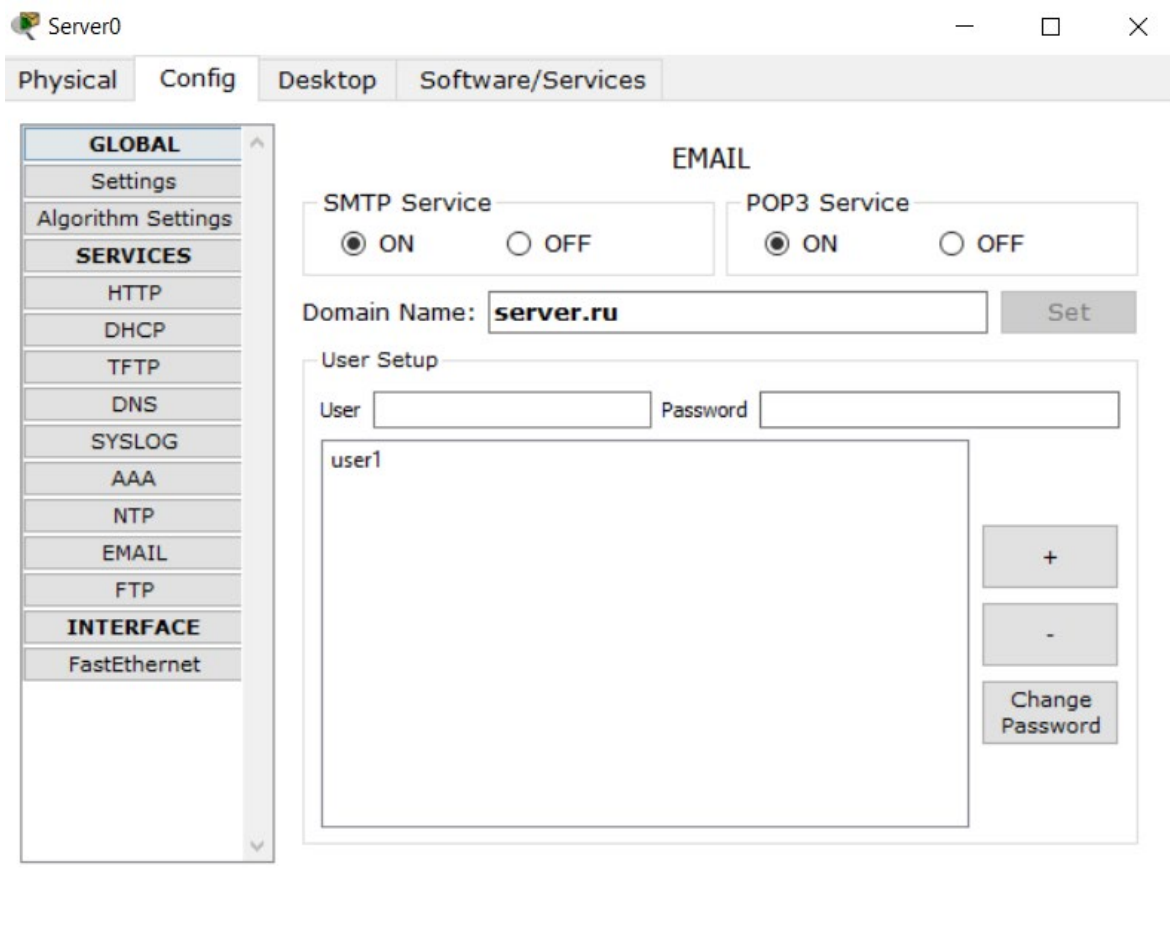 Server0
Physical Config Desktop Software/Services
GLOBAL
Settings
Algorithm Settings
SERVICES
HTTP
DHCP
TFTP
DNS
SYSLOG
AAA
NTP
EMAIL
FTP
INTERFACE
FastEthernet
EMAIL
SMTP Service
ON OFF
POP3 Service
ON OFF
Domain Name: server.ru Set
User Setup
User Password
user1
+
-
Change
Password